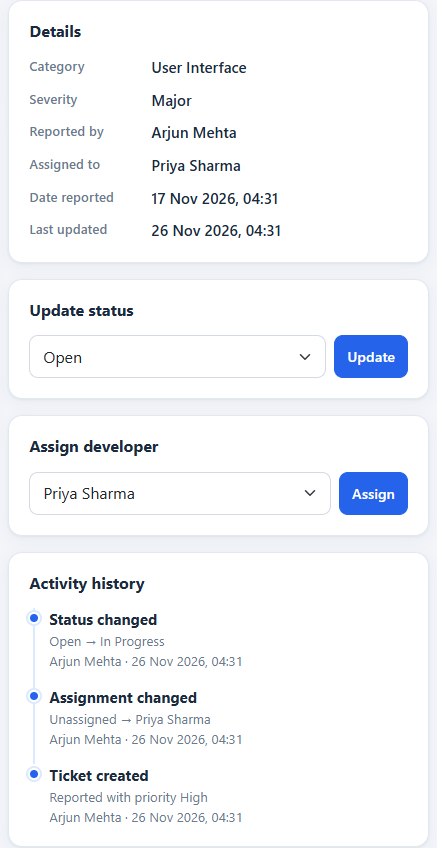 Details
Category User Interface
Severity Major
Reported by Arjun Mehta
Assigned to Priya Sharma
Date reported 17 Nov 2026, 04:31
Last updated 26 Nov 2026, 04:31
Update status
Open Update
Assign developer
Priya Sharma Assign
Activity history
Status changed
Open → In Progress
Arjun Mehta · 26 Nov 2026, 04:31
Assignment changed
Unassigned → Priya Sharma
Arjun Mehta · 26 Nov 2026, 04:31
Ticket created
Reported with priority High
Arjun Mehta · 26 Nov 2026, 04:31